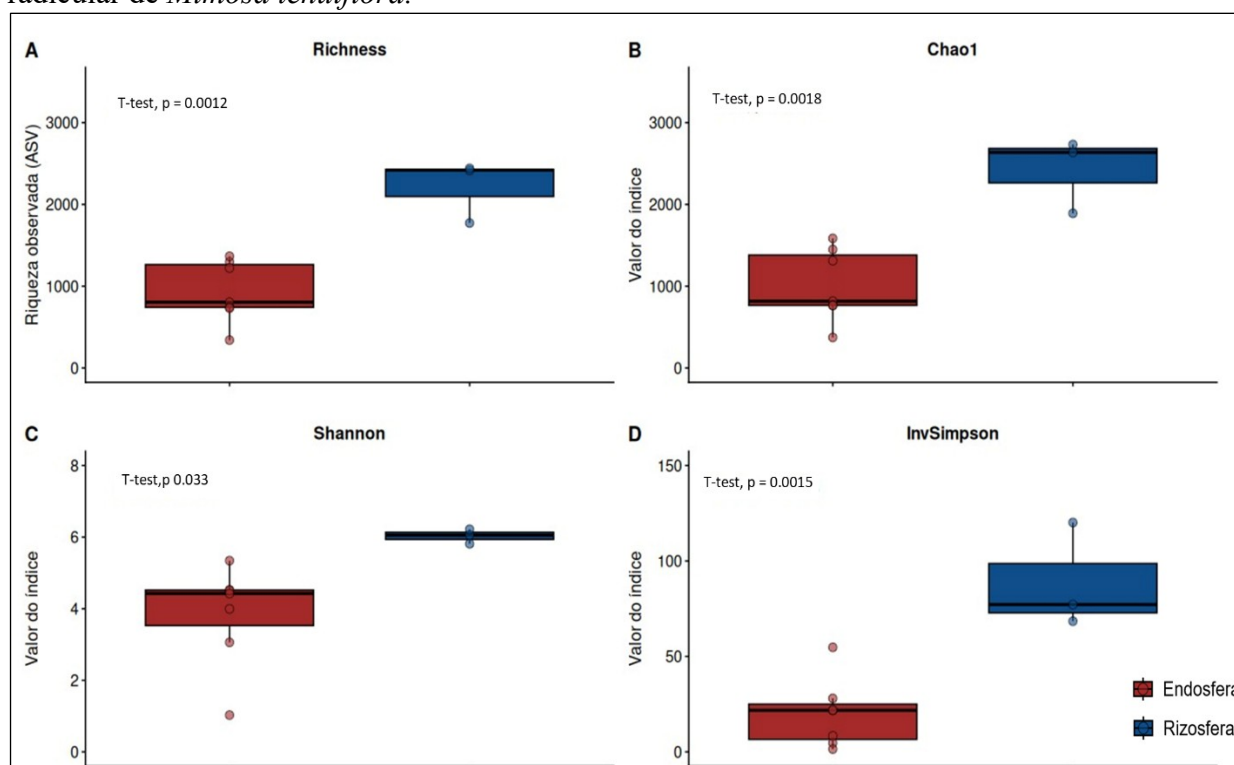 radicular de Mimosa tenuiflora.
A
Richness
T-test, p = 0.0012
Riqueza observada (ASV)
3000
2000
1000
0
B
Chao1
T-test, p = 0.0018
Valor do índice
3000
2000
1000
0
C
Shannon
T-test,p 0.033
Valor do índice
8
6
4
2
0
D
InvSimpson
T-test, p = 0.0015
Valor do índice
150
100
50
0
Endosfera
Rizosfera